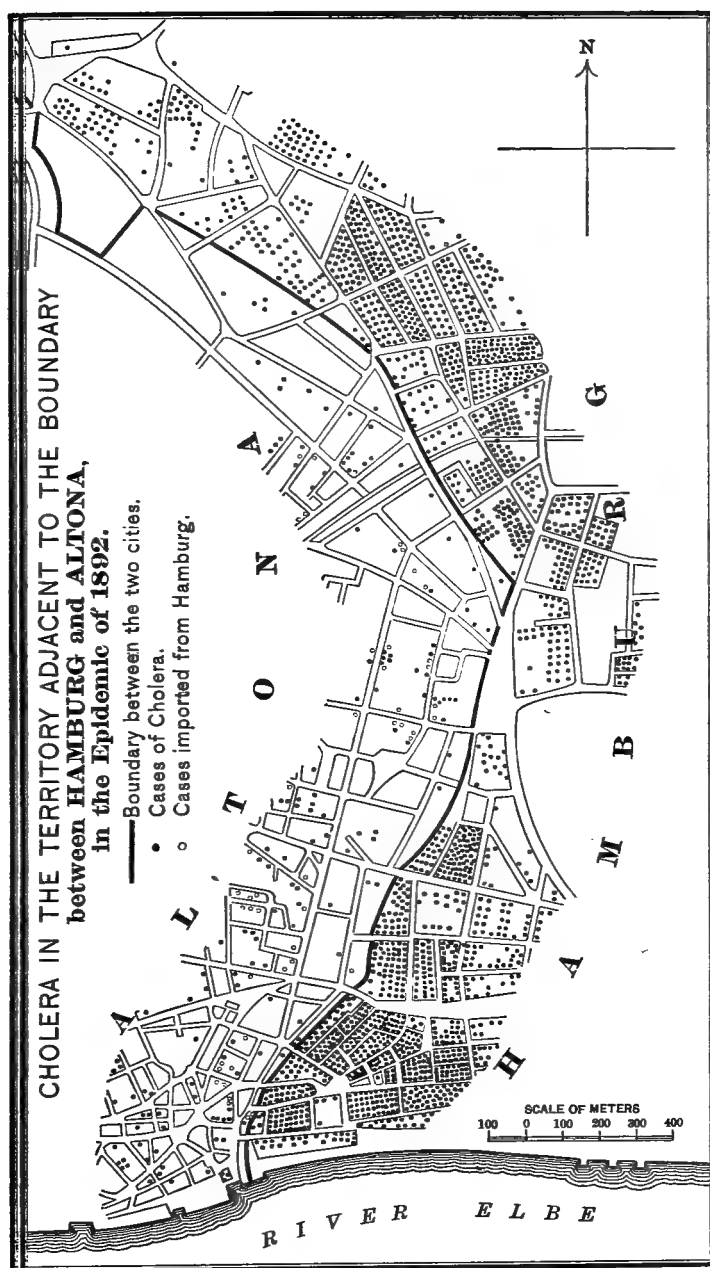 CHOLERA IN THE TERRITORY ADJACENT TO THE BOUNDARY
between HAMBURG and ALTONA,
in the Epidemic of 1892.
Boundary between the two cities.
Cases of Cholera.
Cases imported from Hamburg.
N
ALTONA
HAMBURG
SCALE OF METERS
100 0 100 200 300 400
RIVER ELBE